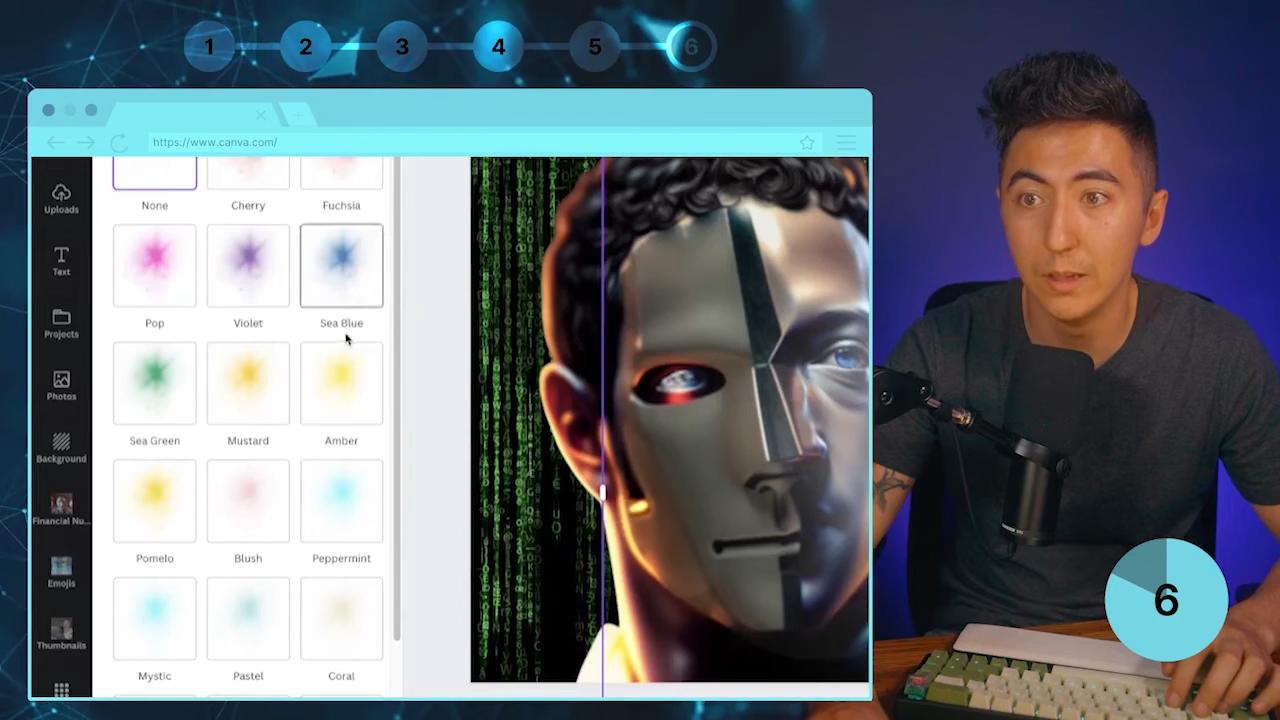 1 2 3 4 5 6
https://www.canva.com/
Uploads
Text
Projects
Photos
Background
Financial Nu...
Emojis
Thumbnails
None Cherry Fuchsia
Pop Violet Sea Blue
Sea Green Mustard Amber
Pomelo Blush Peppermint
Mystic Pastel Coral
6